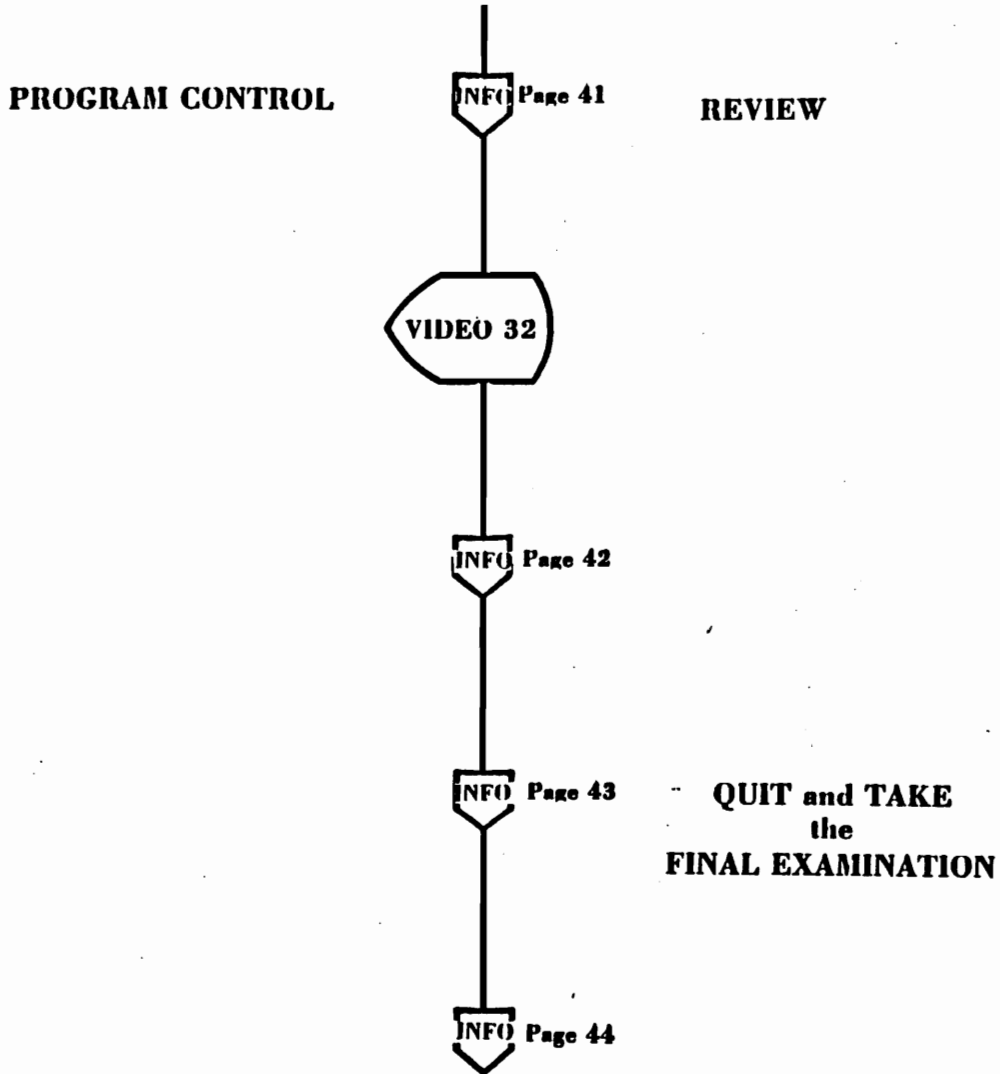 PROGRAM CONTROL
INFO Page 41
REVIEW
VIDEO 32
INFO Page 42
INFO Page 43
QUIT and TAKE
the
FINAL EXAMINATION
INFO Page 44